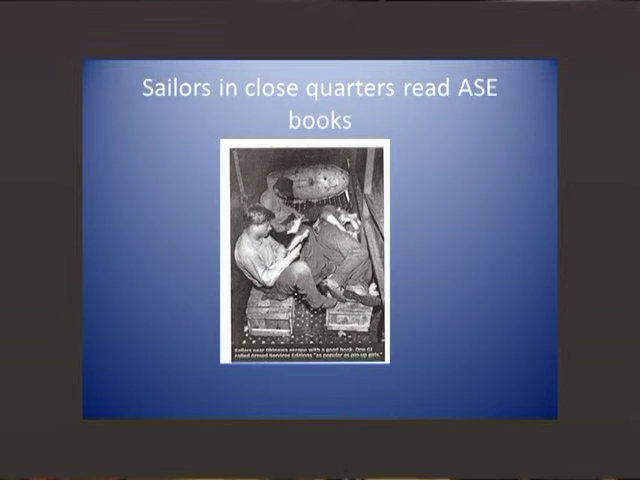 Sailors in close quarters read ASE
books
Sailors near Okinawa escape with a good book. One GI
called Armed Services Editions "as popular as pin-up girls."